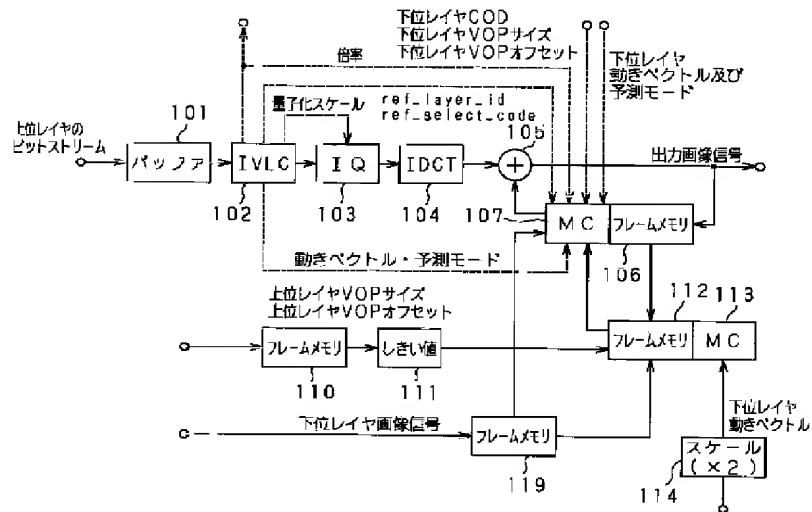 下位レイヤCOD
下位レイヤVOPサイズ
下位レイヤVOPオフセット
倍率
下位レイヤ
動きベクトル及び
予測モード
量子化スケール
ref_layer_id
ref_select_code
上位レイヤの
ビットストリーム
101
105
バッファ
IVLC
IQ
IDCT
+
出力画像信号
102
103
104
107
MC
フレームメモリ
106
動きベクトル・予測モード
上位レイヤVOPサイズ
上位レイヤVOPオフセット
112
113
フレームメモリ
しきい値
フレームメモリ
MC
110
111
下位レイヤ画像信号
フレームメモリ
119
下位レイヤ
動きベクトル
スケール
(×2)
114